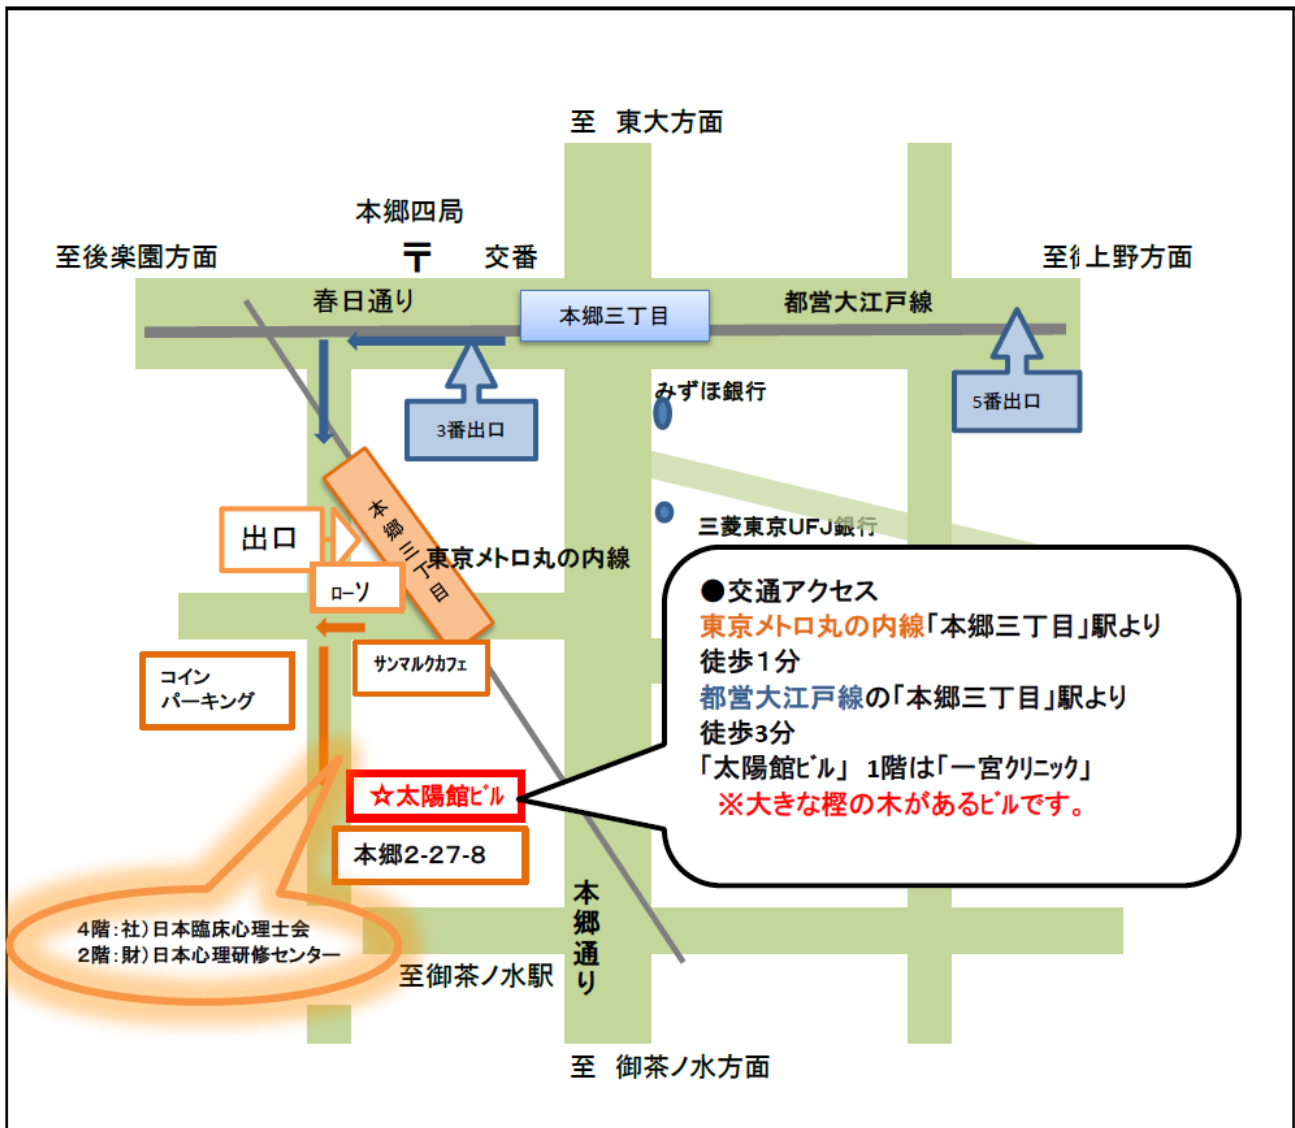 至　東大方面
本郷四局
〒
交番
至後楽園方面
至
上野方面
春日通り
本郷三丁目
都営大江戸線
みずほ銀行
3番出口
5番出口
出口
本郷三丁目
三菱東京UFJ銀行
東京メトロ丸の内線
ﾛｰソ
サンマルクカフェ
コイン
パーキング
●交通アクセス
東京メトロ丸の内線「本郷三丁目」駅より
徒歩１分
都営大江戸線の「本郷三丁目」駅より
徒歩3分
「太陽館ﾋﾞﾙ」 1階は「一宮クリニック」
※大きな樫の木があるﾋﾞﾙです。
☆太陽館ﾋﾞﾙ
本郷2-27-8
4階：社）日本臨床心理士会
2階：財）日本心理研修センター
本郷通り
至御茶ノ水駅
至　御茶ノ水方面